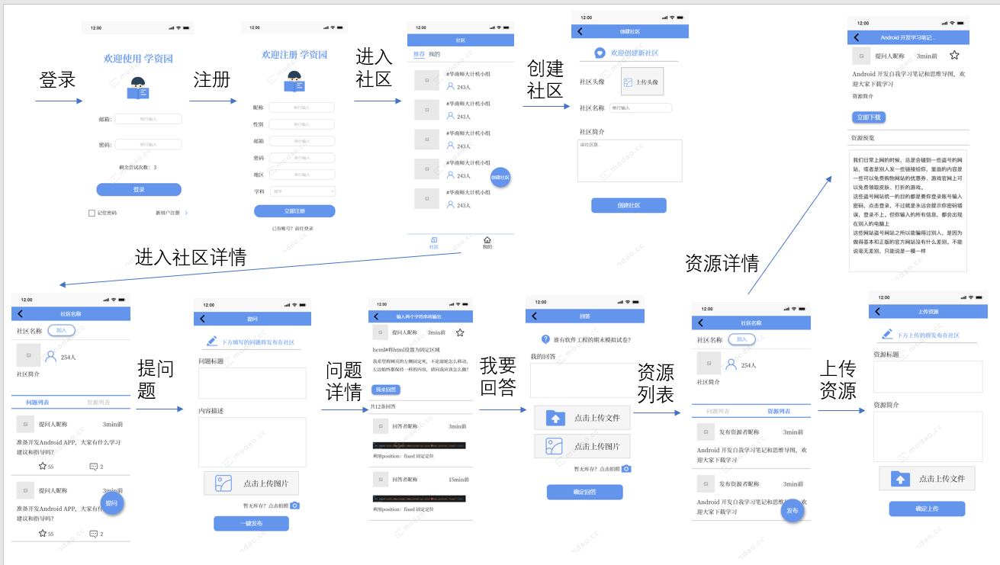 登录
12:00
欢迎使用 学资园
邮箱: 单行输入
密码: 单行输入
剩余尝试次数: 3
登录
记住密码
新用户注册 >
注册
12:00
欢迎注册 学资园
昵称 单行输入
性别 单行输入
邮箱 单行输入
密码 单行输入
地区 单行输入
学科
立即注册
已有账号? 前往登录
进入
社区
12:00
社区
推荐 我的
#华南师大计机小组
243人
#华南师大计机小组
243人
#华南师大计机小组
243人
#华南师大计机小组
243人
#华南师大计机小组
243人
创建社区
社区
我的
创建
社区
12:00
创建社区
欢迎创建新社区
社区头像
上传头像
社区名称 单行输入
社区简介
该社区是...
创建社区
12:00
Android 开发学习笔记...
提问人昵称 3min前
Android 开发自我学习笔记和思维导图，欢
迎大家下载学习
资源简介
立即下载
资源预览
我们日常上网的时候，总是会碰到一些盗号的网
站，或者是别人发一些链接给你，里面的内容是
一些可以免费购物网站的优惠券、游戏官网上可
以免费领取皮肤、打折的游戏。
这些盗号网站统一的目的都是要你登录账号输入
密码，点击登录，不过就是永远会提示你密码错
误，登录不上。但你输入的所有信息，都会出现
在别人的电脑上
这些网站盗号网站之所以能骗得过别人，是因为
做得基本和正版的官方网站没有什么差别。不能
说毫无差别，只能说是一模一样
进入社区详情
资源详情
12:00
社区名称
社区名称 加入
254人
社区简介
问题列表 资源列表
提问人昵称 3min前
准备开发Android APP，大家有什么学习
建议和指导吗?
55 2
提问人昵称 3min前
准备开发Android APP，大家有什
建议和指导吗?
55 2
提问
提问
题
12:00
提问
下方填写的问题将发布在社区
问题标题
内容描述
点击上传图片
暂无库存? 点击拍照
一键发布
问题
详情
12:00
输入两个字符串再输出...
提问人昵称 3min前
heml#将html设置为固定区域
我希望将网页的左侧固定死，不论滚轮怎么移动，
左边始终都保持一样的内容，请问我应该怎么做?
我来回答
共12条回答
回答者昵称 3min前
利用position：fixed 固定定位
回答者昵称 15min前
利用position：fixed 固定定位
我要
回答
12:00
回答
谁有软件工程的期末模拟试卷?
我的回答
点击上传文件
点击上传图片
暂无库存? 点击拍照
确定回答
资源
列表
12:00
社区名称
社区名称 加入
254人
社区简介
问题列表 资源列表
发布资源者昵称 3min前
Android 开发自我学习笔记和思维导图，欢
迎大家下载学习
发布资源者昵称 3min前
Android 开发自我学习笔记和思维导图，欢
迎大家下载学习
发布
上传
资源
12:00
上传资源
下方上传的将发布在社区
资源标题
资源简介
点击上传文件
确定上传
modao.cc